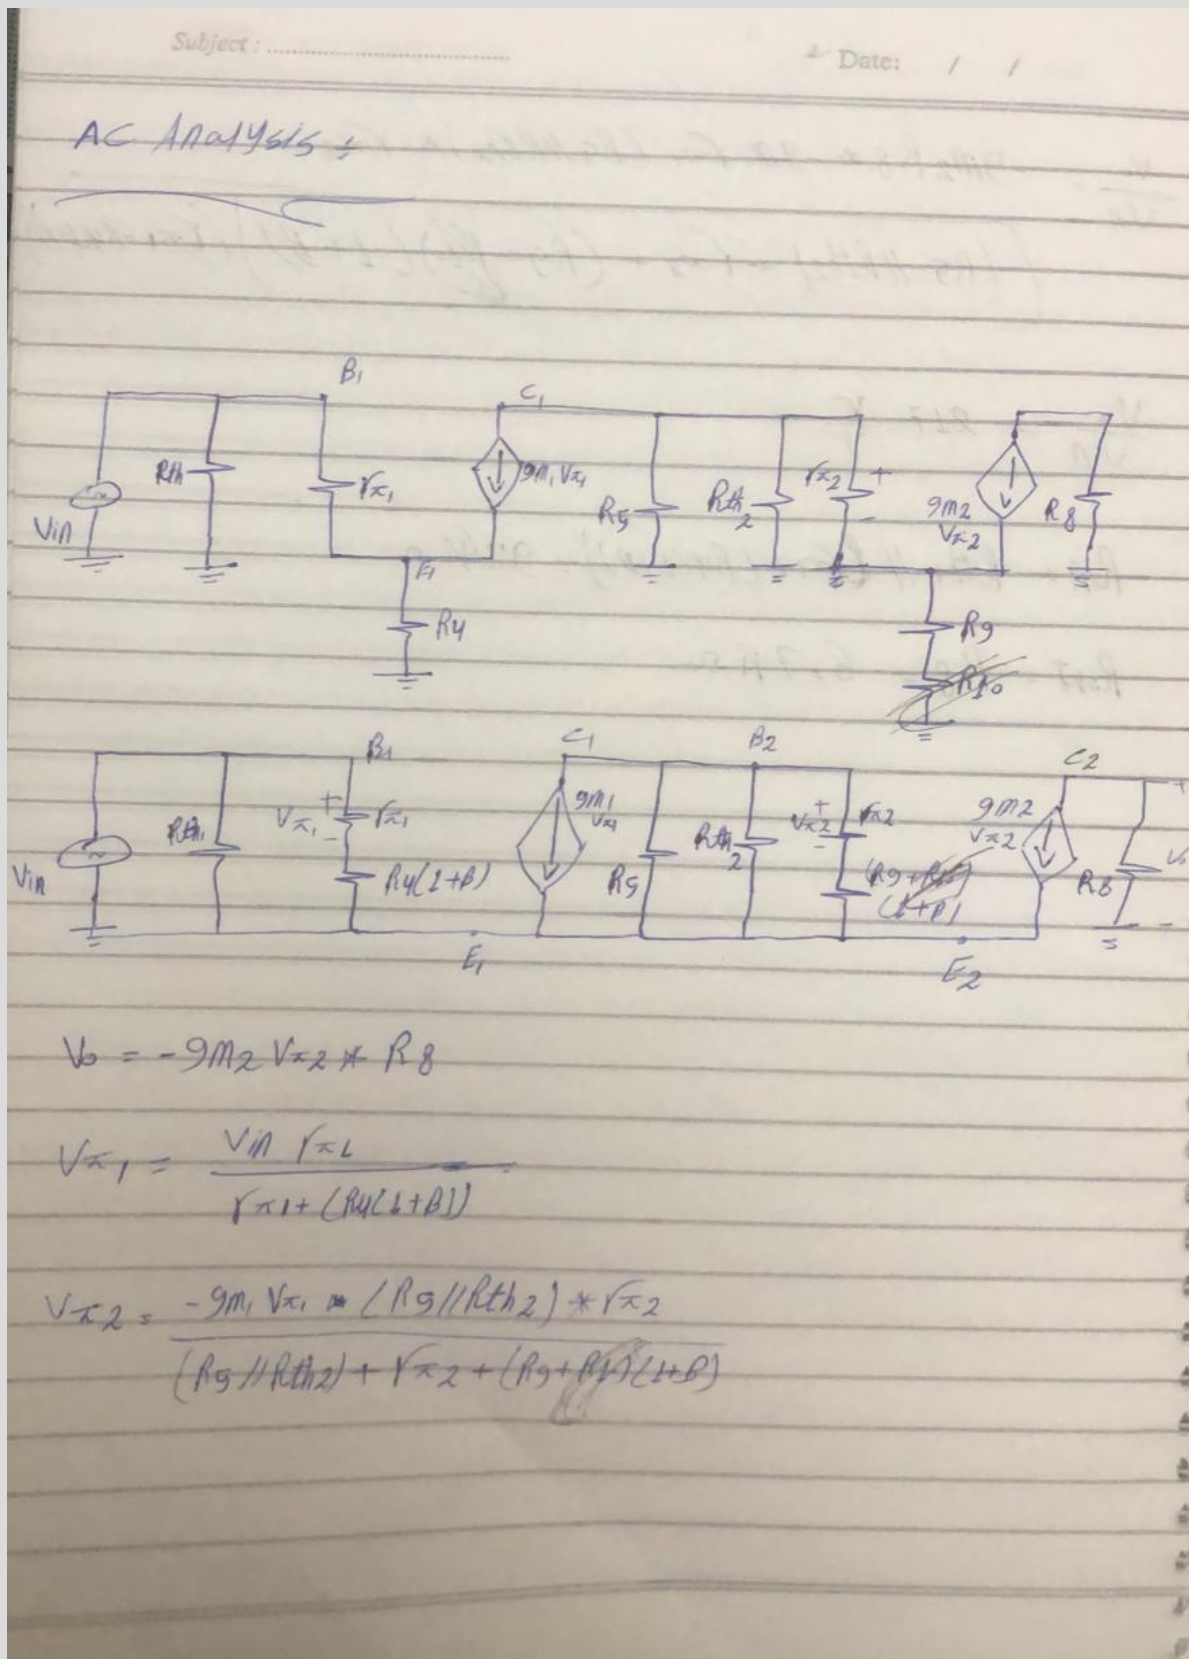 Subject :
Date: / /
AC Analysis :
B1
C1
Vin
Rth
rπ1
gm1 Vπ1
R5
Rth2
rπ2
+
-
gm2 Vπ2
R8
E1
R4
R9
R10
B1
C1
B2
C2
Vin
Rth1
Vπ1
+
-
rπ1
R4(1+B)
gm1 Vπ1
R5
Rth2
+
Vπ2
-
rπ2
(1+B)
gm2 Vπ2
R8
+
Vo
-
E1
E2
Vo = -gm2 Vπ2 * R8
Vπ1 = Vin rπ1
rπ1 + (R4(1+B))
Vπ2 = -gm1 Vπ1 * (R5//Rth2) * rπ2
(R5//Rth2) + rπ2 + (R9+R10)(1+B)